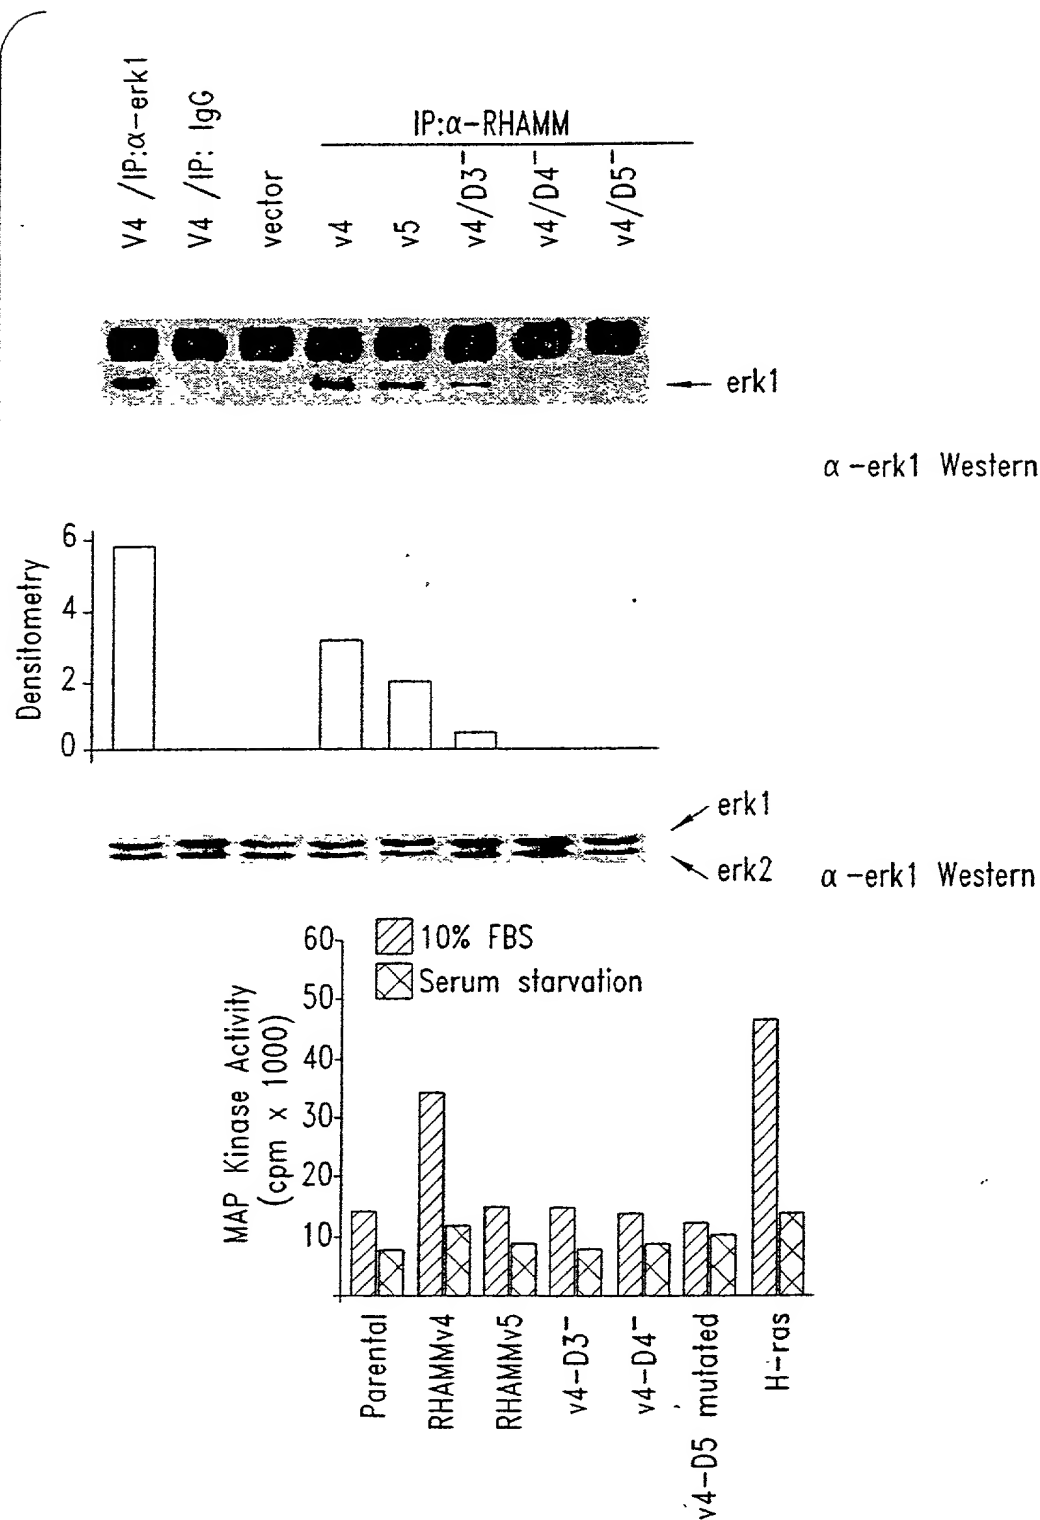 V4 /IP:α-erk1
V4 /IP: IgG
vector
IP:α-RHAMM
v4
v5
v4/D3⁻
v4/D4⁻
v4/D5⁻
erk1
α-erk1 Western
Densitometry
6
4
2
0
erk1
erk2
α-erk1 Western
MAP Kinase Activity
(cpm x 1000)
60
50
40
30
20
10
10% FBS
Serum starvation
Parental
RHAMMv4
RHAMMv5
v4-D3⁻
v4-D4⁻
v4-D5 mutated
H-ras